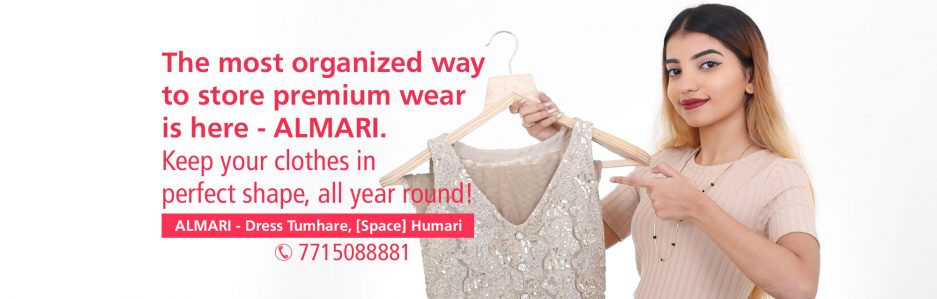 The most organized way
to store premium wear
is here - ALMARI.
Keep your clothes in
perfect shape, all year round!
ALMARI - Dress Tumhare, [Space] Humari
7715088881